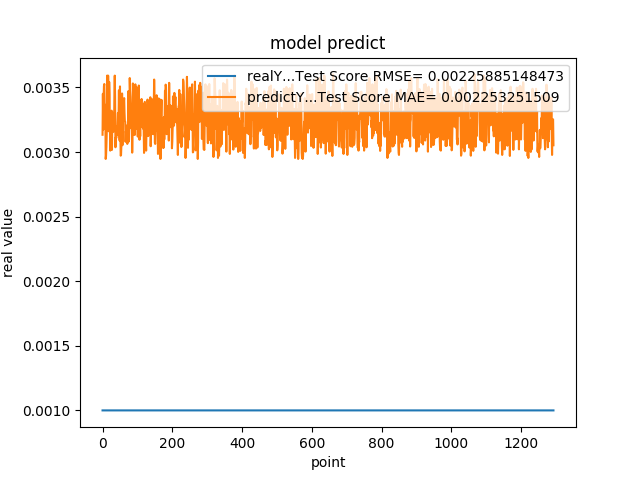 model predict
realY...Test Score RMSE= 0.00225885148473
predictY...Test Score MAE= 0.002253251509
0.0035
0.0030
0.0025
0.0020
0.0015
0.0010
real value
0 200 400 600 800 1000 1200
point